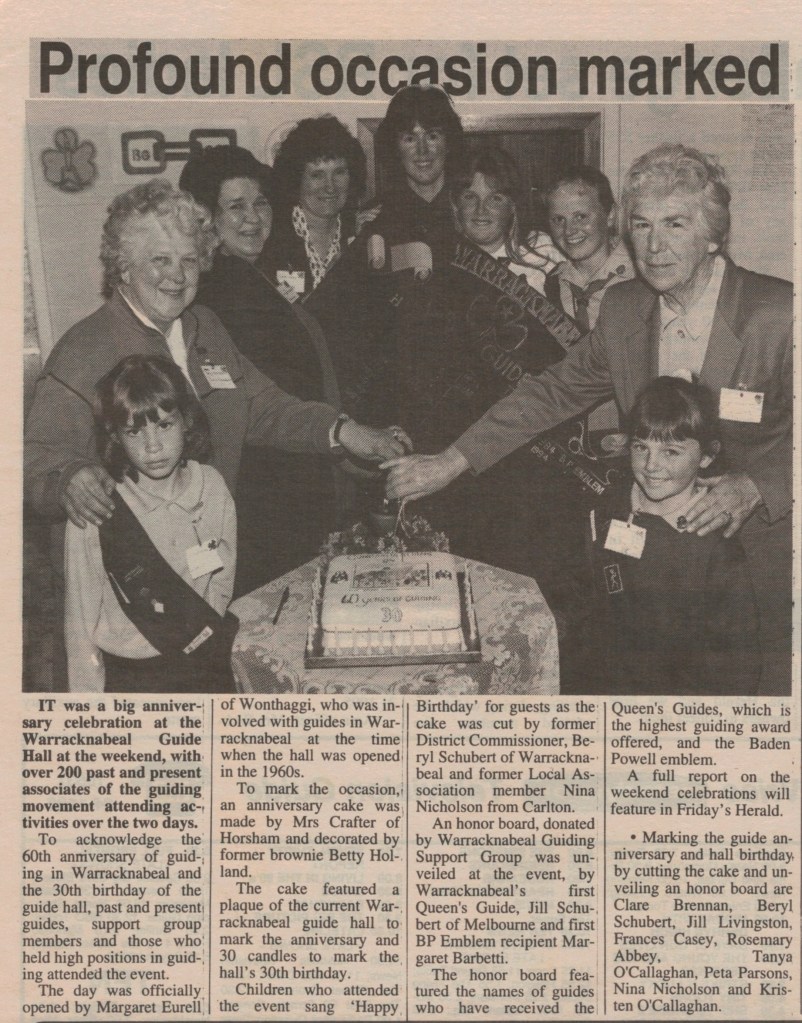 Profound occasion marked
BG
WARRACKNABEAL
GUIDE
B.P. EMBLEM
60 YEARS OF GUIDING
30
IT was a big anniver-
sary celebration at the
Warracknabeal Guide
Hall at the weekend, with
over 200 past and present
associates of the guiding
movement attending ac-
tivities over the two days.
To acknowledge the
60th anniversary of guid-
ing in Warracknabeal and
the 30th birthday of the
guide hall, past and present
guides, support group
members and those who
held high positions in guid-
ing attended the event.
The day was officially
opened by Margaret Eurell
of Wonthaggi, who was in-
volved with guides in War-
racknabeal at the time
when the hall was opened
in the 1960s.
To mark the occasion,
an anniversary cake was
made by Mrs Crafter of
Horsham and decorated by
former brownie Betty Hol-
land.
The cake featured a
plaque of the current War-
racknabeal guide hall to
mark the anniversary and
30 candles to mark the
hall's 30th birthday.
Children who attended
the event sang 'Happy
Birthday' for guests as the
cake was cut by former
District Commissioner, Be-
ryl Schubert of Warrackna-
beal and former Local As-
sociation member Nina
Nicholson from Carlton.
An honor board, donated
by Warracknabeal Guiding
Support Group was un-
veiled at the event, by
Warracknabeal's first
Queen's Guide, Jill Schu-
bert of Melbourne and first
BP Emblem recipient Mar-
garet Barbetti.
The honor board fea-
tured the names of guides
who have received the
Queen's Guides, which is
the highest guiding award
offered, and the Baden
Powell emblem.
A full report on the
weekend celebrations will
feature in Friday's Herald.
• Marking the guide an-
niversary and hall birthday
by cutting the cake and un-
veiling an honor board are
Clare Brennan, Beryl
Schubert, Jill Livingston,
Frances Casey, Rosemary
Abbey, Tanya
O'Callaghan, Peta Parsons,
Nina Nicholson and Kris-
ten O'Callaghan.